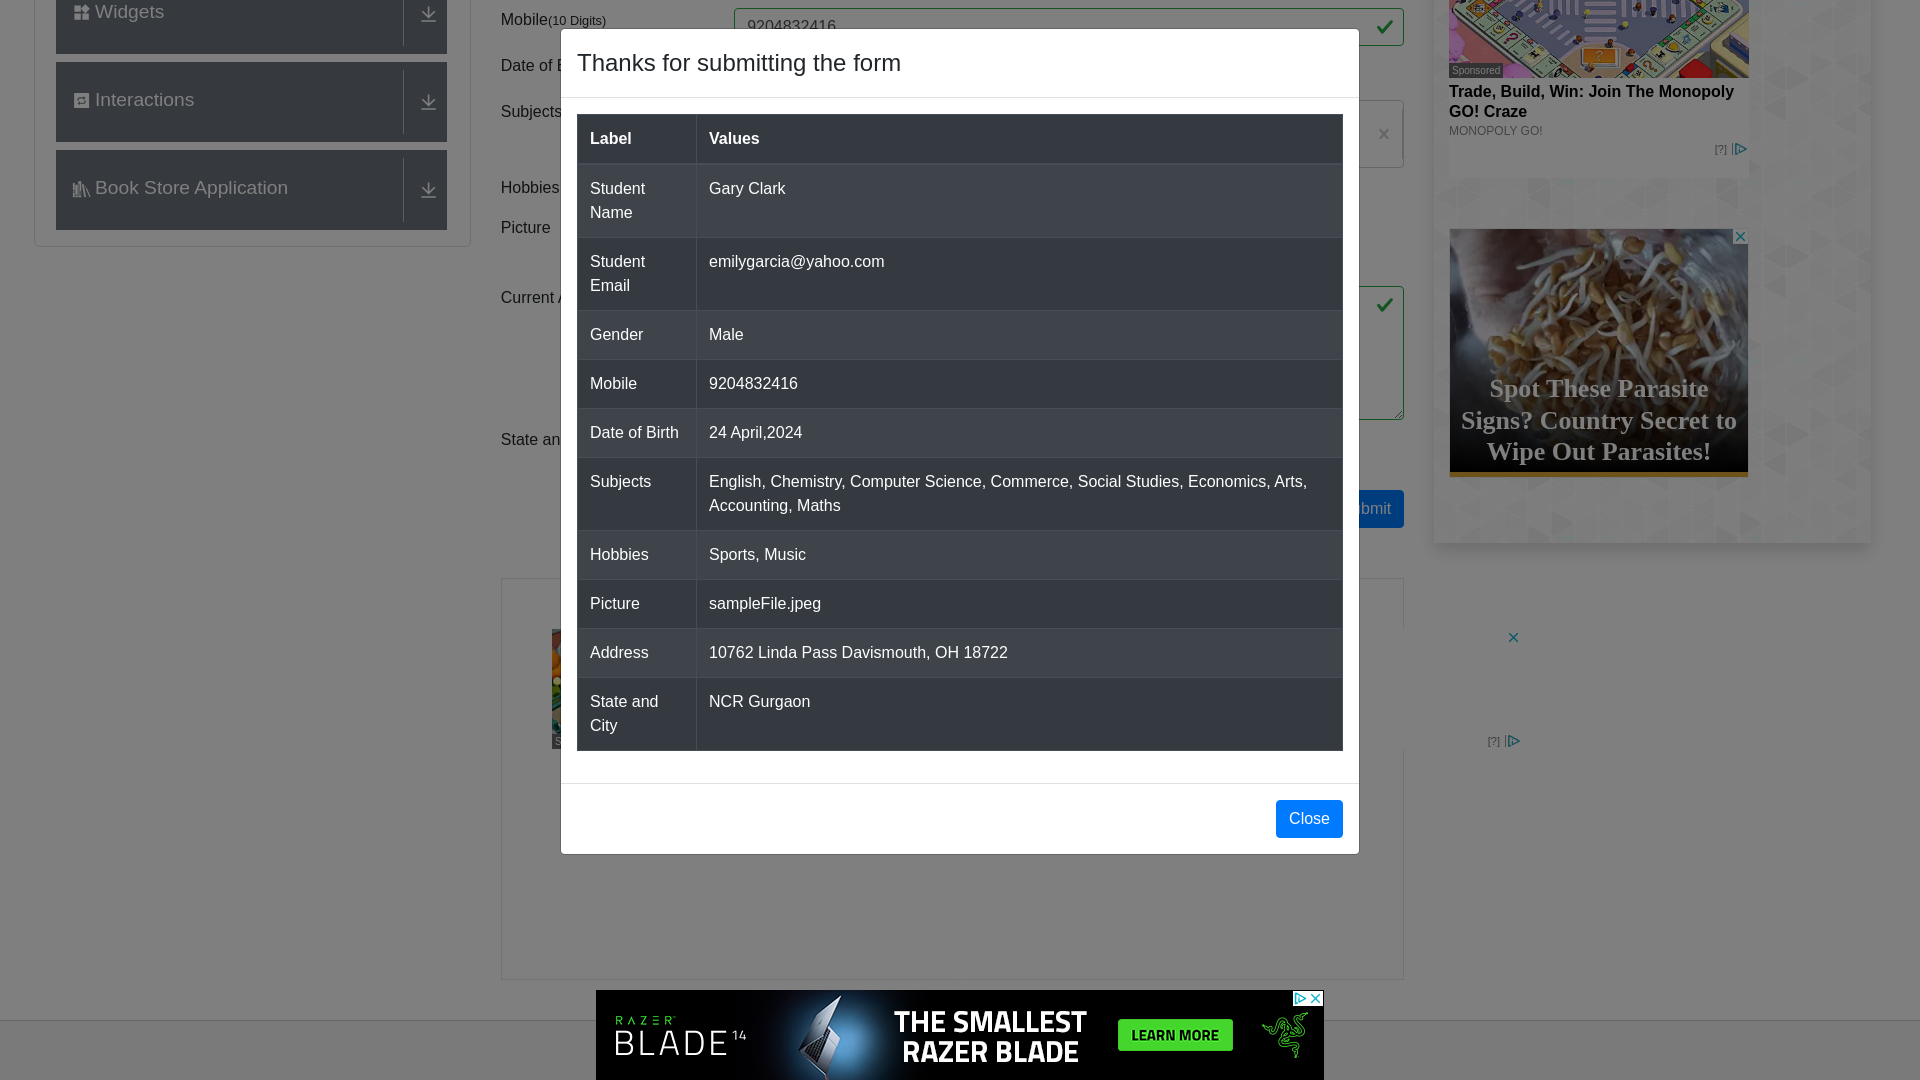 Widgets
Interactions
Book Store Application
Mobile(10 Digits)
9204832416
Date of
Subjects
Hobbies
Picture
Current
State an
Thanks for submitting the form
Label Values
Student Name Gary Clark
Student Email emilygarcia@yahoo.com
Gender Male
Mobile 9204832416
Date of Birth 24 April,2024
Subjects English, Chemistry, Computer Science, Commerce, Social Studies, Economics, Arts,
Accounting, Maths
Hobbies Sports, Music
Picture sampleFile.jpeg
Address 10762 Linda Pass Davismouth, OH 18722
State and City NCR Gurgaon
Close
bmit
Sponsored
Trade, Build, Win: Join The Monopoly
GO! Craze
MONOPOLY GO!
[?]
Spot These Parasite
Signs? Country Secret to
Wipe Out Parasites!
[?]
RAZER
BLADE 14
THE SMALLEST
RAZER BLADE
LEARN MORE